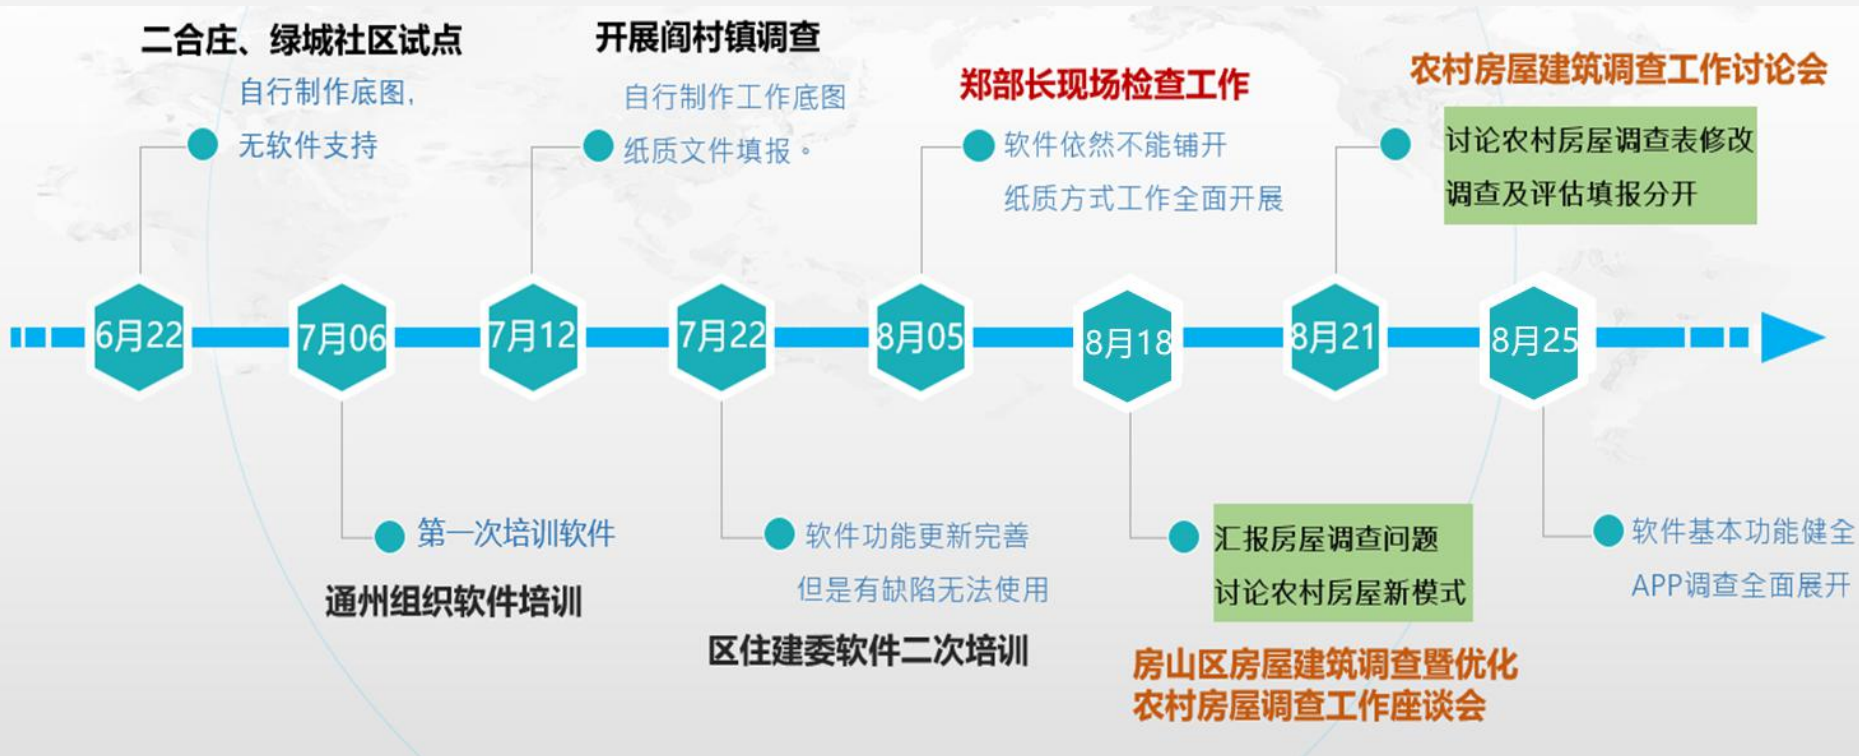 二合庄、绿城社区试点
自行制作底图,
无软件支持
开展阎村镇调查
自行制作工作底图
纸质文件填报。
郑部长现场检查工作
软件依然不能铺开
纸质方式工作全面开展
农村房屋建筑调查工作讨论会
讨论农村房屋调查表修改
调查及评估填报分开
6月22
7月06
7月12
7月22
8月05
8月18
8月21
8月25
第一次培训软件
通州组织软件培训
软件功能更新完善
但是有缺陷无法使用
区住建委软件二次培训
汇报房屋调查问题
讨论农村房屋新模式
房山区房屋建筑调查暨优化
农村房屋调查工作座谈会
软件基本功能健全
APP调查全面展开